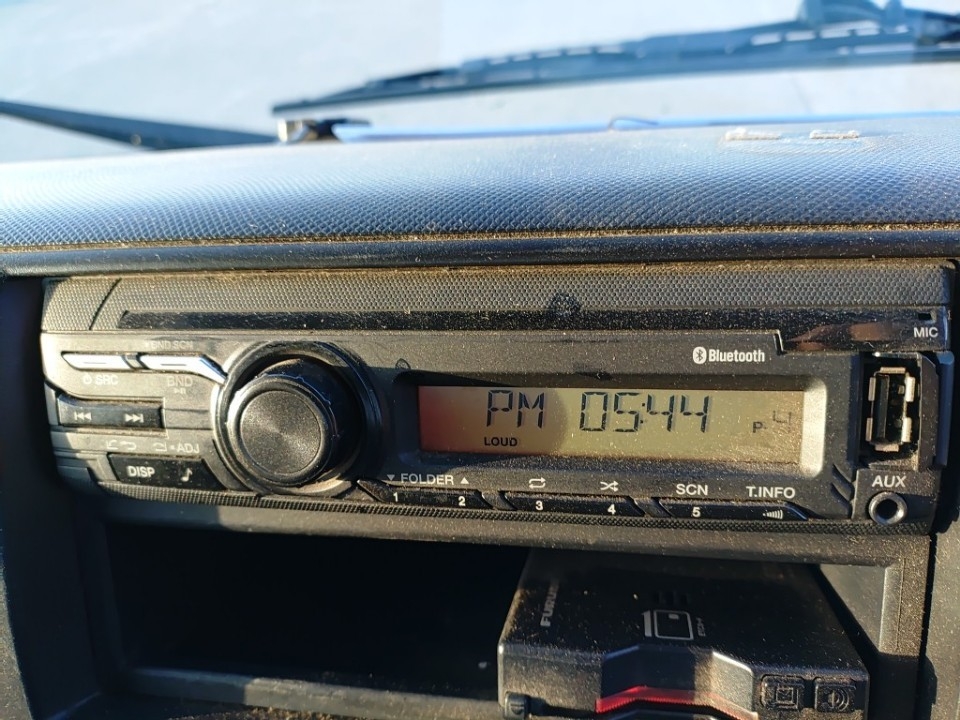 MIC
Bluetooth
SRC
BND
ADJ
DISP
PM 05:44
LOUD
P-4
FOLDER
1
2
3
4
SCN
5
T.INFO
AUX